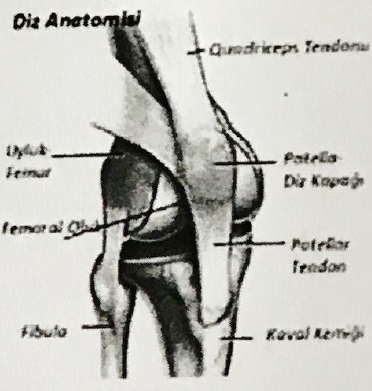 Diz Anatomisi
Quadriceps Tendonu
Uyluk-
Femur
Patella-
Diz Kapağı
Femoral Oluk
Patellar
Tendon
Fibula
Kaval Kemiği